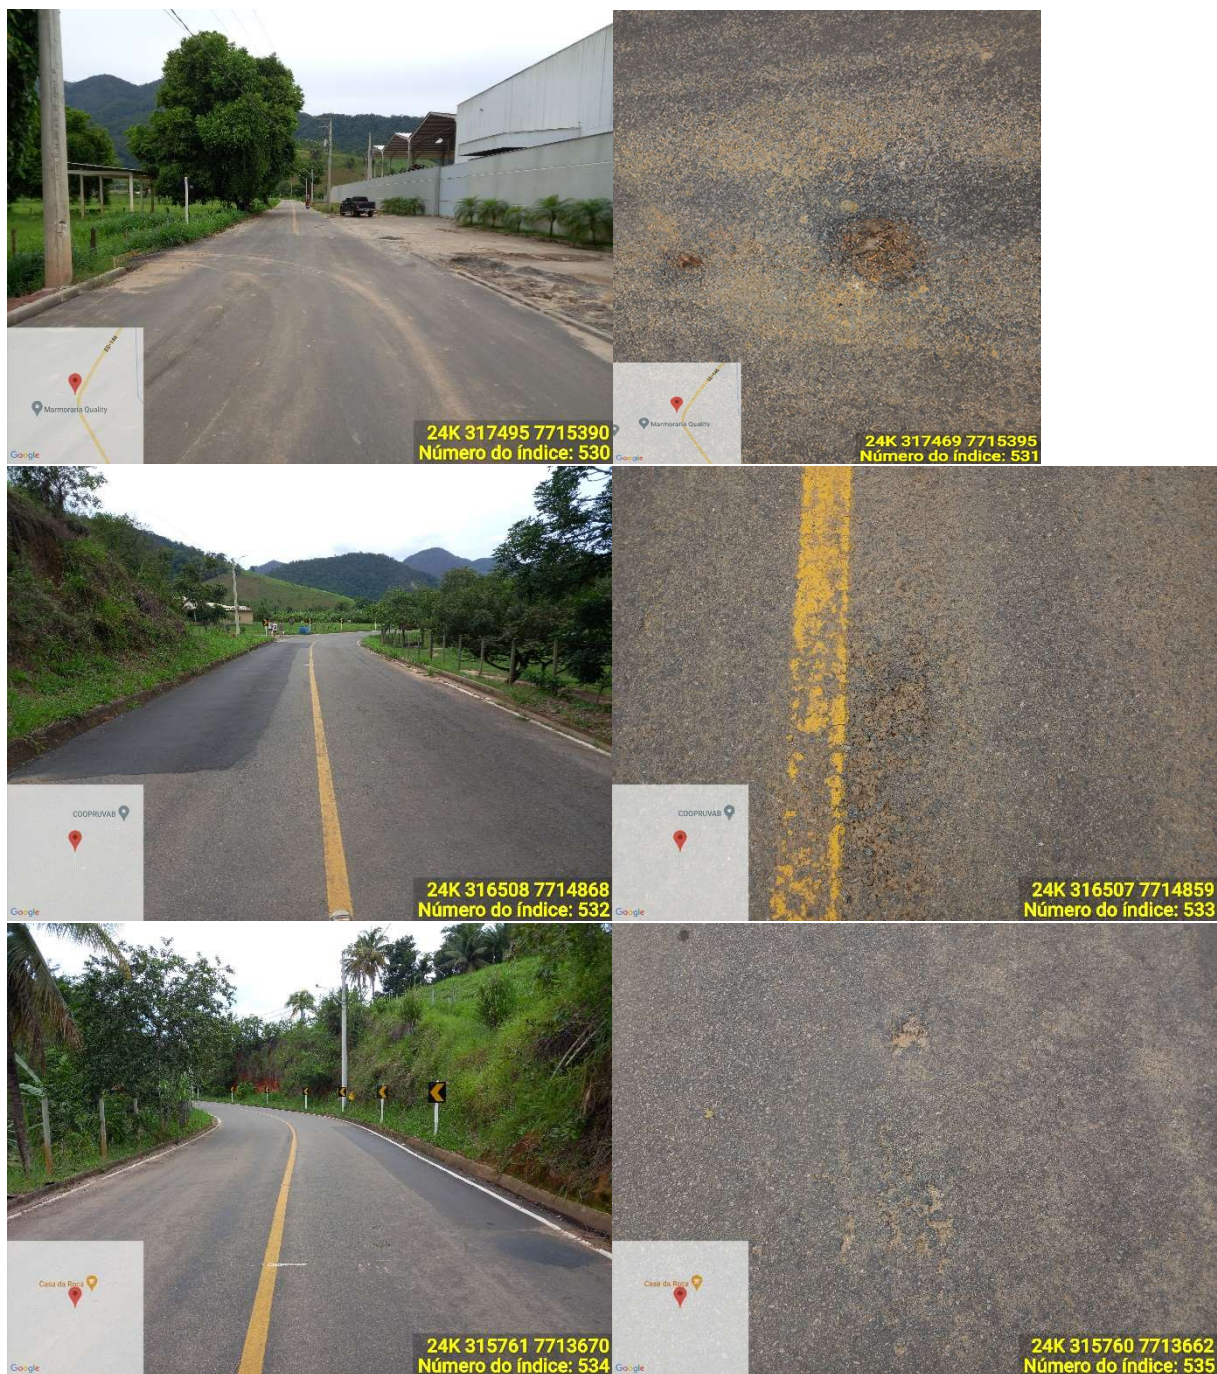 ES-146
Marmoraria Quality
Google
24K 317495 7715390
Número do índice: 530
Marmoraria Quality
Google
24K 317469 7715395
Número do índice: 531
COOPRUVAB
Google
24K 316508 7714868
Número do índice: 532
COOPRUVAB
Google
24K 316507 7714859
Número do índice: 533
Casa da Roça
Google
24K 315761 7713670
Número do índice: 534
Casa da Roça
Google
24K 315760 7713662
Número do índice: 535